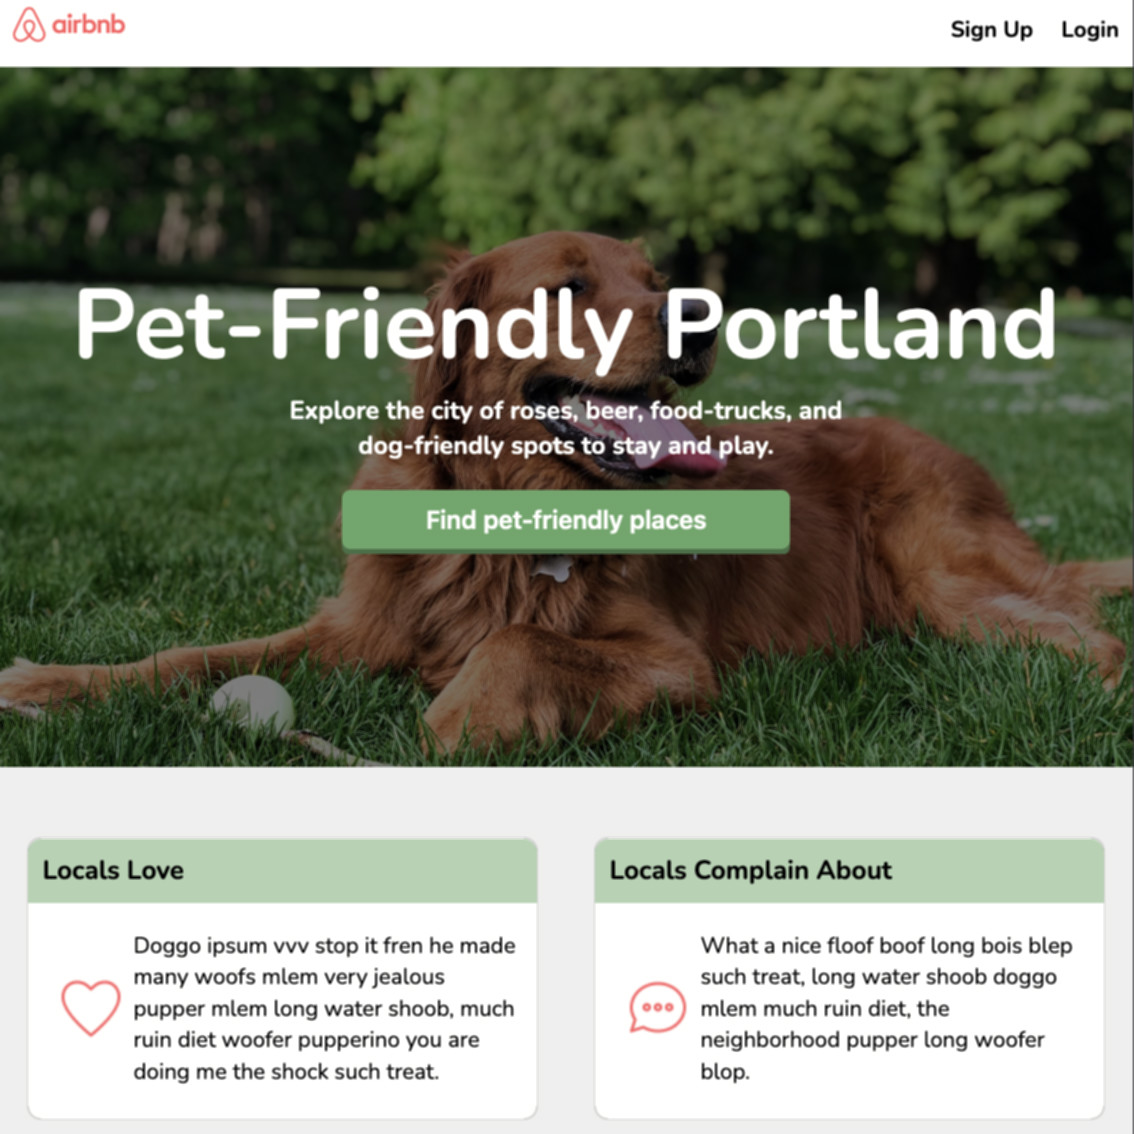 airbnb
Sign Up Login
Pet-Friendly Portland
Explore the city of roses, beer, food-trucks, and
dog-friendly spots to stay and play.
Find pet-friendly places
Locals Love
Doggo ipsum vvv stop it fren he made
many woofs mlem very jealous
pupper mlem long water shoob, much
ruin diet woofer pupperino you are
doing me the shock such treat.
Locals Complain About
What a nice floof boof long bois blep
such treat, long water shoob doggo
mlem much ruin diet, the
neighborhood pupper long woofer
blop.